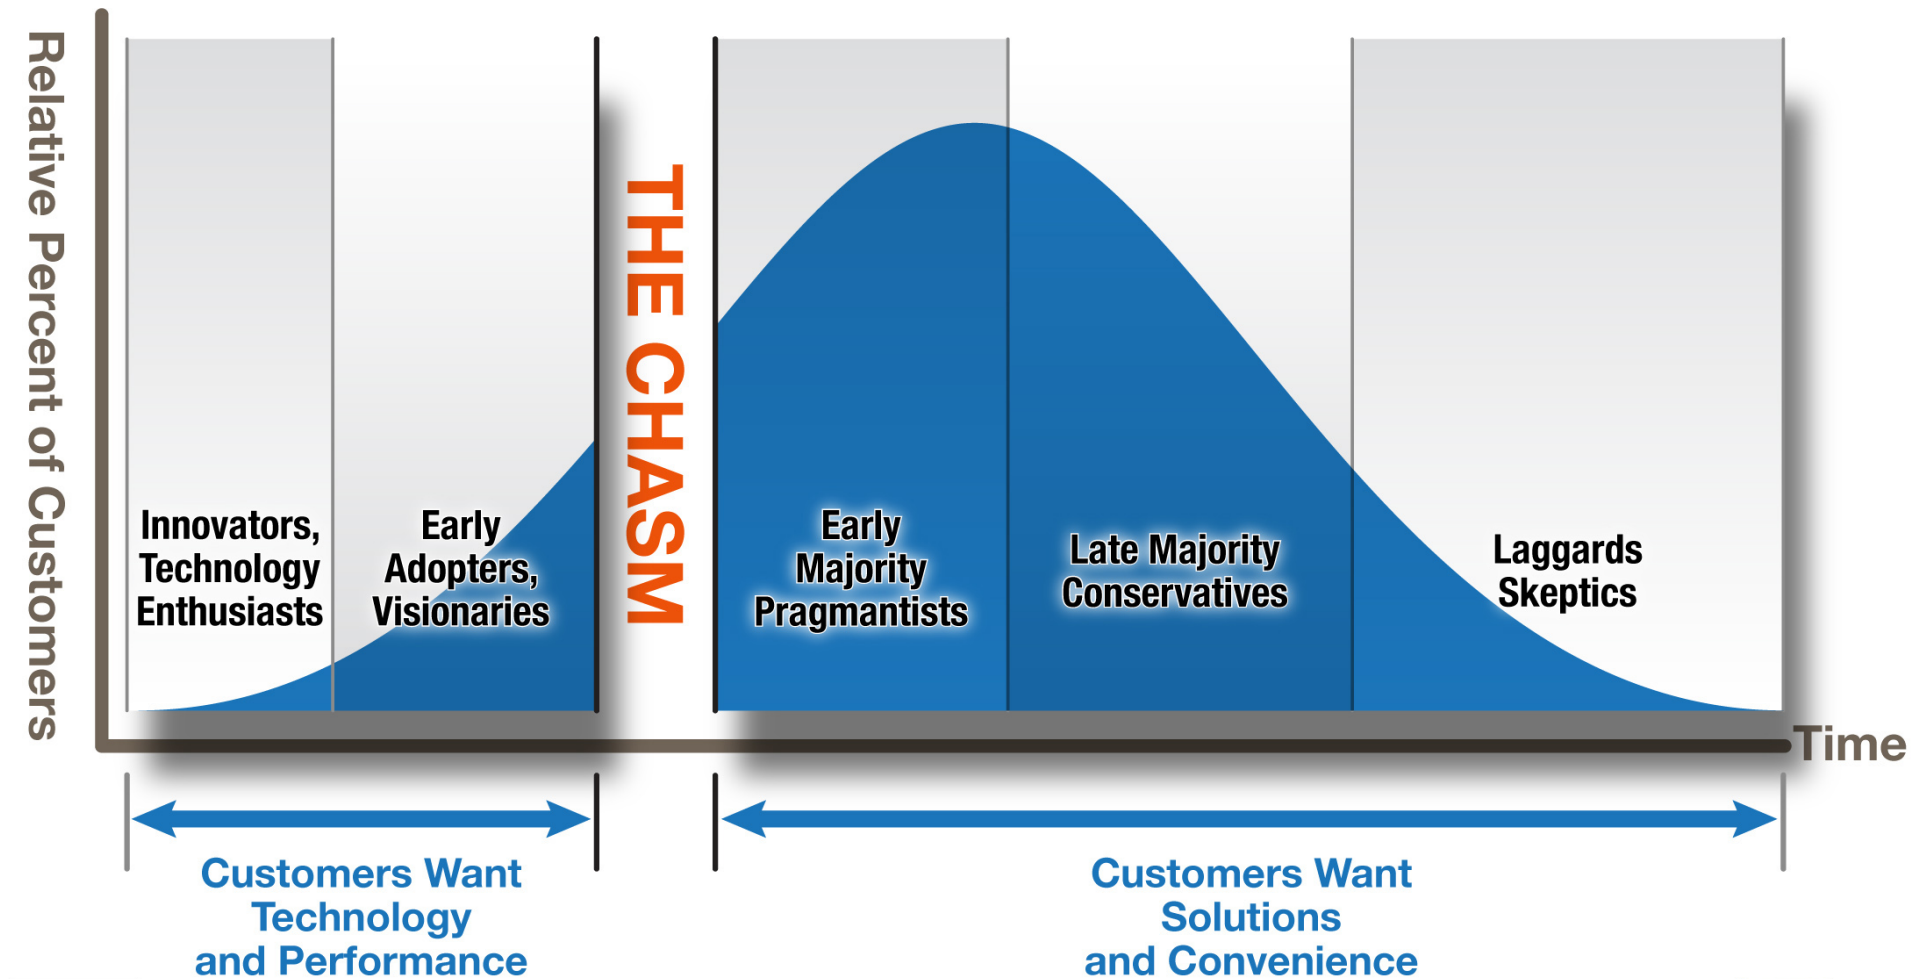 Relative Percent of Customers
Innovators,
Technology
Enthusiasts
Early
Adopters,
Visionaries
THE CHASM
Early
Majority
Pragmantists
Late Majority
Conservatives
Laggards
Skeptics
Time
Customers Want
Technology
and Performance
Customers Want
Solutions
and Convenience